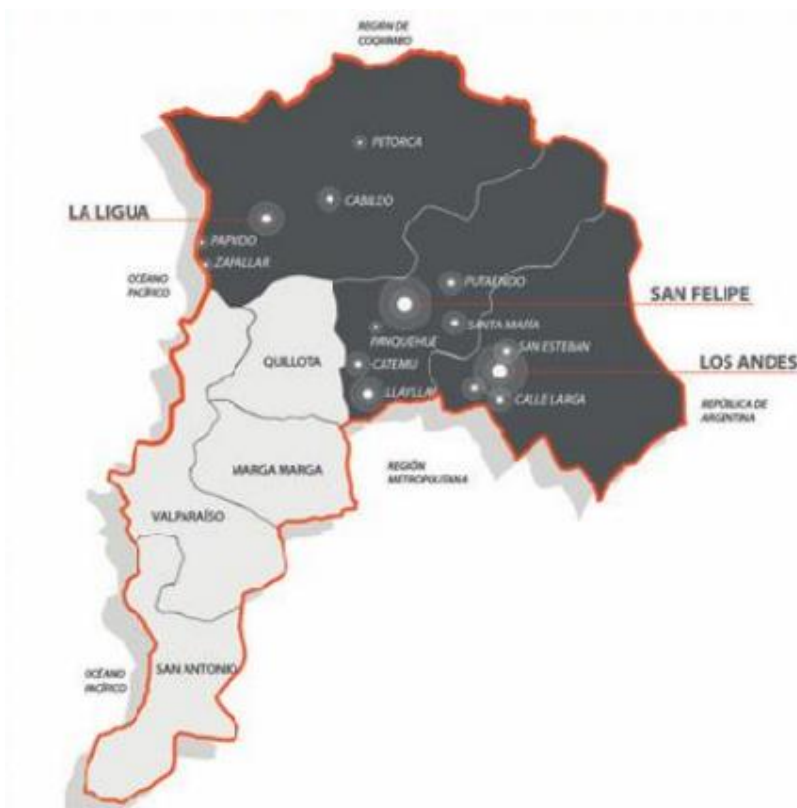 REGIÓN DE
COQUIMBO
PETORCA
CABILDO
LA LIGUA
PAPUDO
ZAPALLAR
OCÉANO
PACÍFICO
PUTAENDO
SAN FELIPE
SANTA MARÍA
PANQUEHUE
SAN ESTEBAN
QUILLOTA
CATEMU
LOS ANDES
LLAYLLAY
CALLE LARGA
REPÚBLICA DE
ARGENTINA
MARGA MARGA
REGIÓN
METROPOLITANA
VALPARAÍSO
OCÉANO
PACÍFICO
SAN ANTONIO